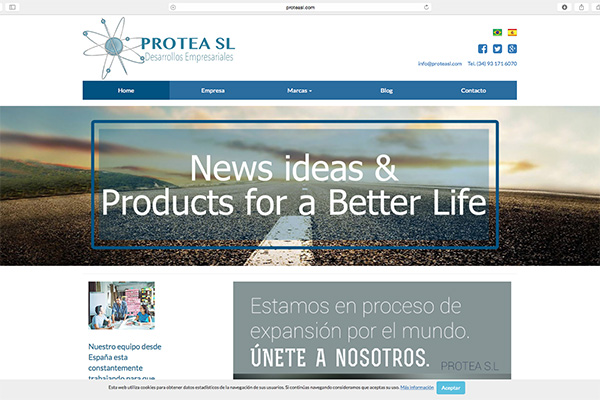 proteasl.com
PROTEA SL
Desarrollos Empresariales
info@proteasl.com Tel. (34) 93 171 6070
Home Empresa Marcas Blog Contacto
News ideas &
Products for a Better Life
Estamos en proceso de
expansión por el mundo.
ÚNETE A NOSOTROS.
PROTEA S.L
Nuestro equipo desde
España esta
constantemente
trabajando para que
Esta web utiliza cookies para obtener datos estadísticos de la navegación de sus usuarios. Si continúas navegando consideramos que aceptas su uso. Más información Aceptar